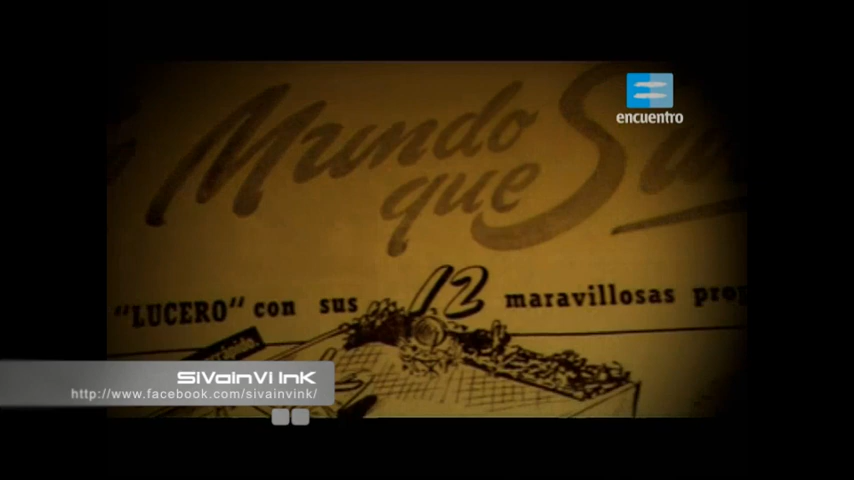 Mundo
que
encuentro
"LUCERO" con sus 12 maravillosas
SiVainVi Ink
http://www.facebook.com/sivainvink/